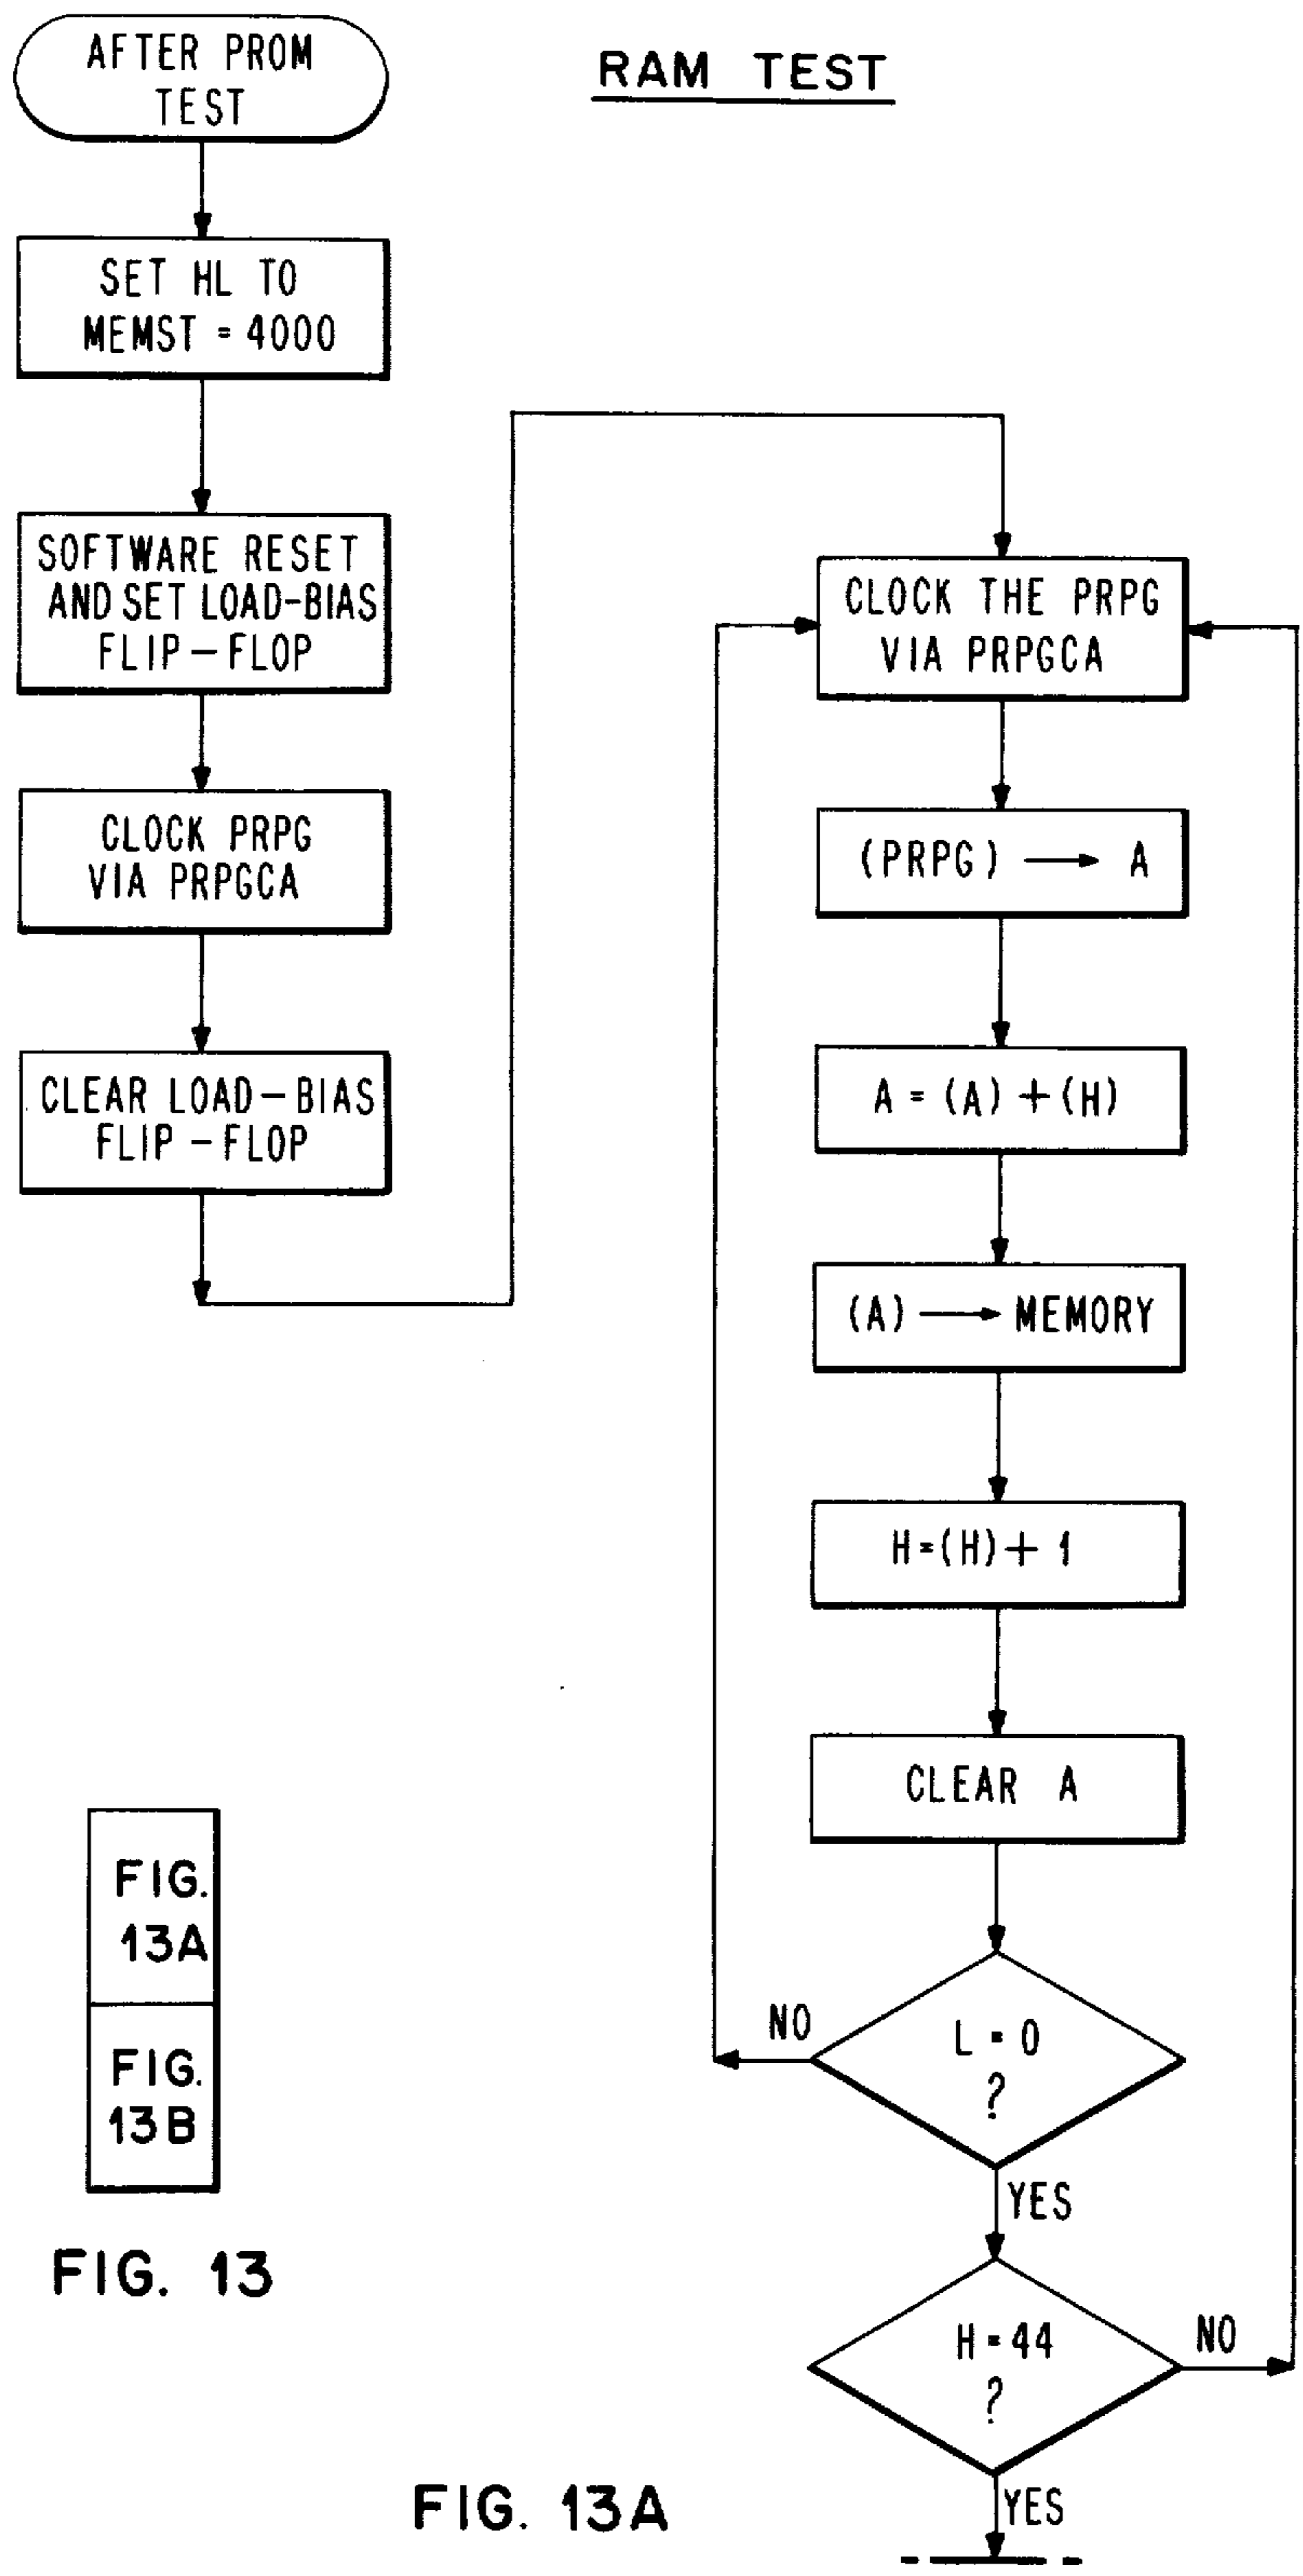 RAM TEST
AFTER PROM
TEST
SET HL TO
MEMST = 4000
SOFTWARE RESET
AND SET LOAD-BIAS
FLIP-FLOP
CLOCK PRPG
VIA PRPGCA
CLEAR LOAD-BIAS
FLIP-FLOP
CLOCK THE PRPG
VIA PRPGCA
(PRPG) → A
A = (A) + (H)
(A) → MEMORY
H = (H) + 1
CLEAR A
L = 0
?
NO
YES
H = 44
?
NO
YES
FIG.
13A
FIG.
13B
FIG. 13
FIG. 13A